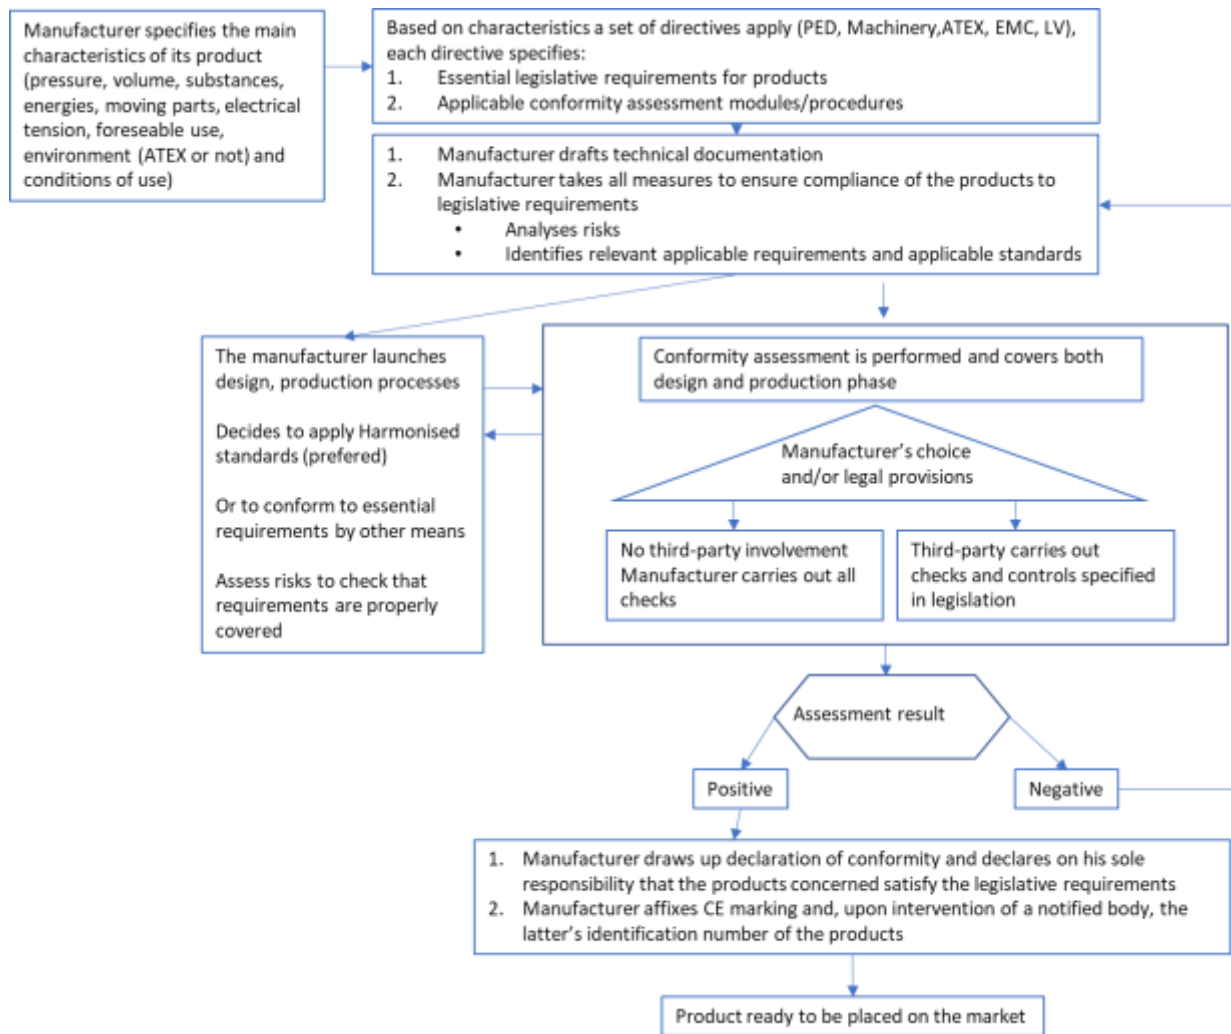 Manufacturer specifies the main
characteristics of its product
(pressure, volume, substances,
energies, moving parts, electrical
tension, foreseable use,
environment (ATEX or not) and
conditions of use)
Based on characteristics a set of directives apply (PED, Machinery,ATEX, EMC, LV),
each directive specifies:
1. Essential legislative requirements for products
2. Applicable conformity assessment modules/procedures
1. Manufacturer drafts technical documentation
2. Manufacturer takes all measures to ensure compliance of the products to
legislative requirements
• Analyses risks
• Identifies relevant applicable requirements and applicable standards
The manufacturer launches
design, production processes
Decides to apply Harmonised
standards (prefered)
Or to conform to essential
requirements by other means
Assess risks to check that
requirements are properly
covered
Conformity assessment is performed and covers both
design and production phase
Manufacturer's choice
and/or legal provisions
No third-party involvement
Manufacturer carries out all
checks
Third-party carries out
checks and controls specified
in legislation
Assessment result
Positive
Negative
1. Manufacturer draws up declaration of conformity and declares on his sole
responsibility that the products concerned satisfy the legislative requirements
2. Manufacturer affixes CE marking and, upon intervention of a notified body, the
latter's identification number of the products
Product ready to be placed on the market